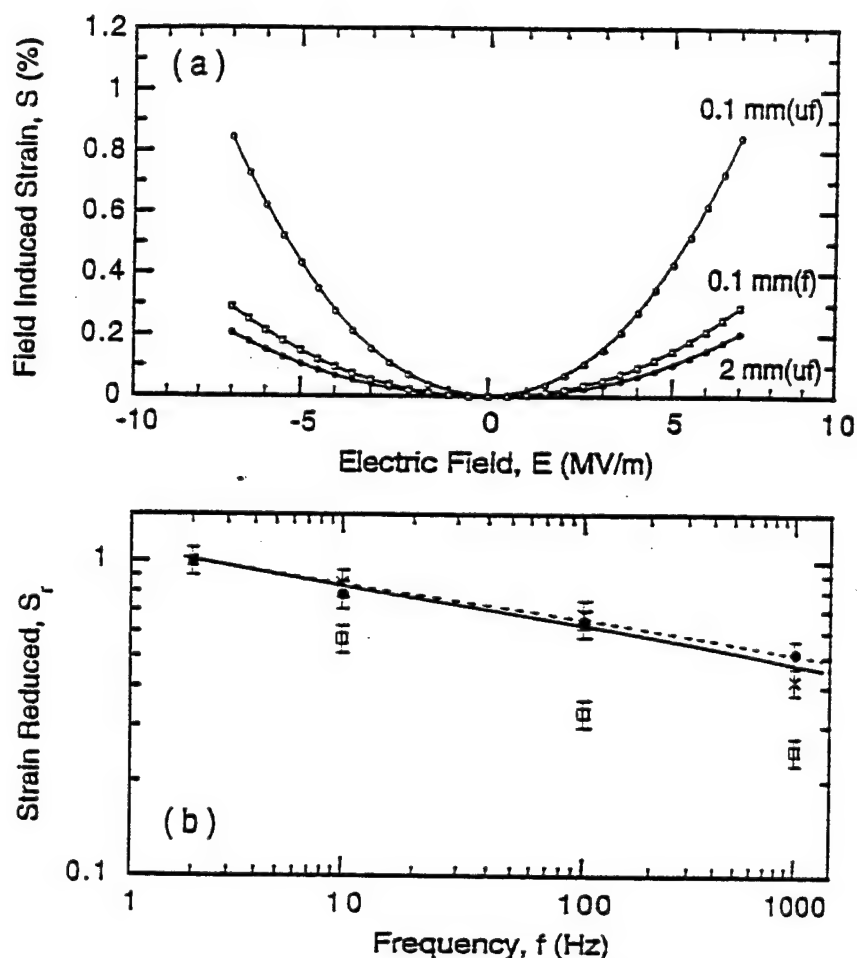 1.2
1
0.8
0.6
0.4
0.2
0
Field Induced Strain, S (%)
(a)
0.1 mm(uf)
0.1 mm(f)
2 mm(uf)
-10
-5
0
5
10
Electric Field, E (MV/m)
1
0.1
Strain Reduced, Sr
(b)
1
10
100
1000
Frequency, f (Hz)